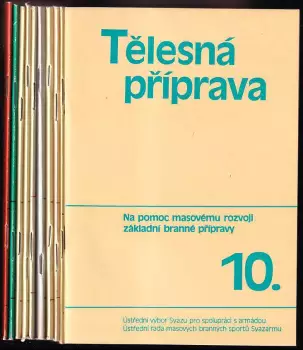 Tělesná
příprava
Na pomoc masovému rozvoji
základní branné přípravy
10.
Ústřední výbor Svazu pro spolupráci s armádou
Ústřední rada masových branných sportů Svazarmu